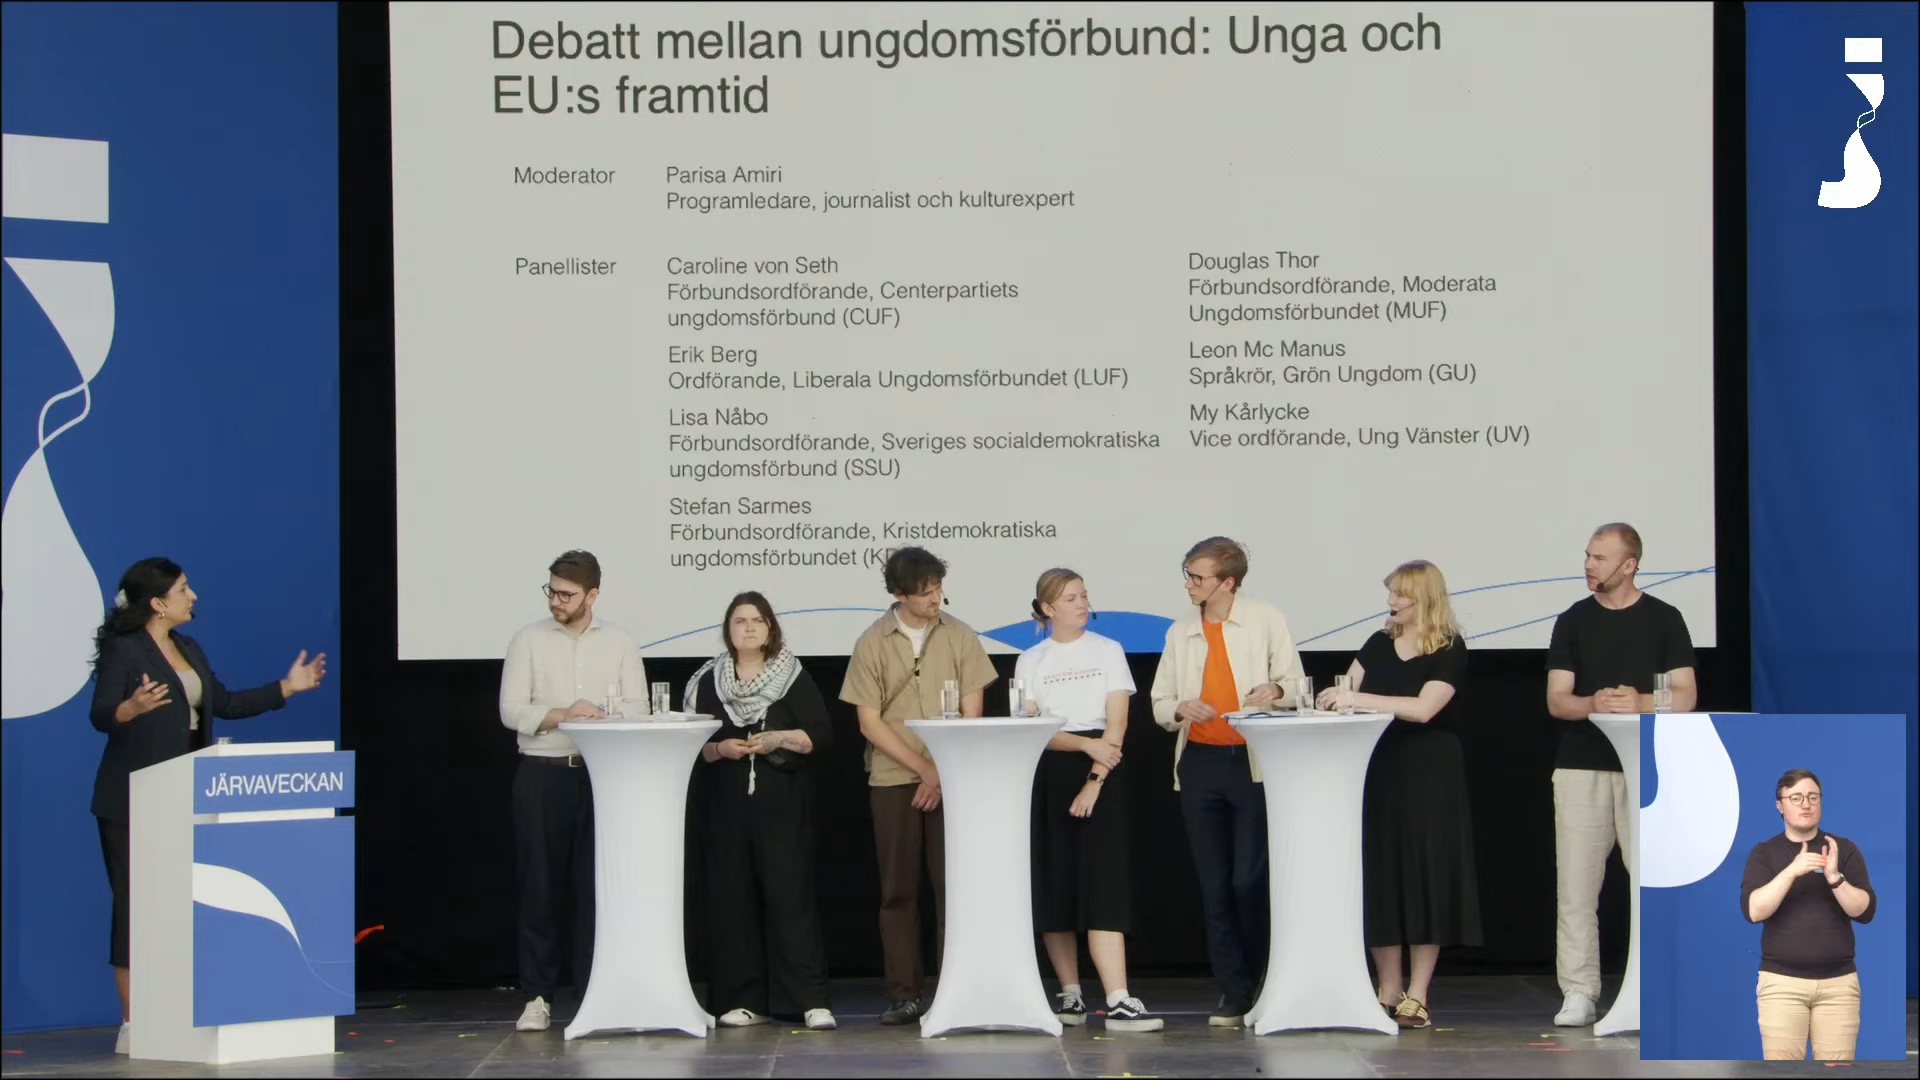 Debatt mellan ungdomsförbund: Unga och
EU:s framtid
Moderator
Parisa Amiri
Programledare, journalist och kulturexpert
Panellister
Caroline von Seth
Förbundsordförande, Centerpartiets
ungdomsförbund (CUF)
Erik Berg
Ordförande, Liberala Ungdomsförbundet (LUF)
Lisa Nåbo
Förbundsordförande, Sveriges socialdemokratiska
ungdomsförbund (SSU)
Stefan Sarmes
Förbundsordförande, Kristdemokratiska
ungdomsförbundet
Douglas Thor
Förbundsordförande, Moderata
Ungdomsförbundet (MUF)
Leon Mc Manus
Språkrör, Grön Ungdom (GU)
My Kårlycke
Vice ordförande, Ung Vänster (UV)
JÄRVAVECKAN